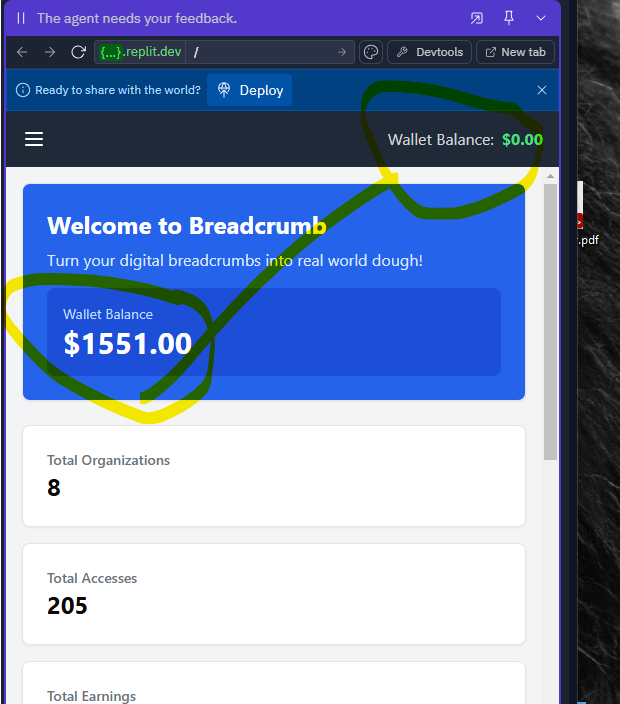 The agent needs your feedback.
{...}.replit.dev /
Devtools
New tab
Ready to share with the world?
Deploy
Wallet Balance: $0.00
Welcome to Breadcrumb
Turn your digital breadcrumbs into real world dough!
Wallet Balance
$1551.00
Total Organizations
8
Total Accesses
205
Total Earnings
.pdf